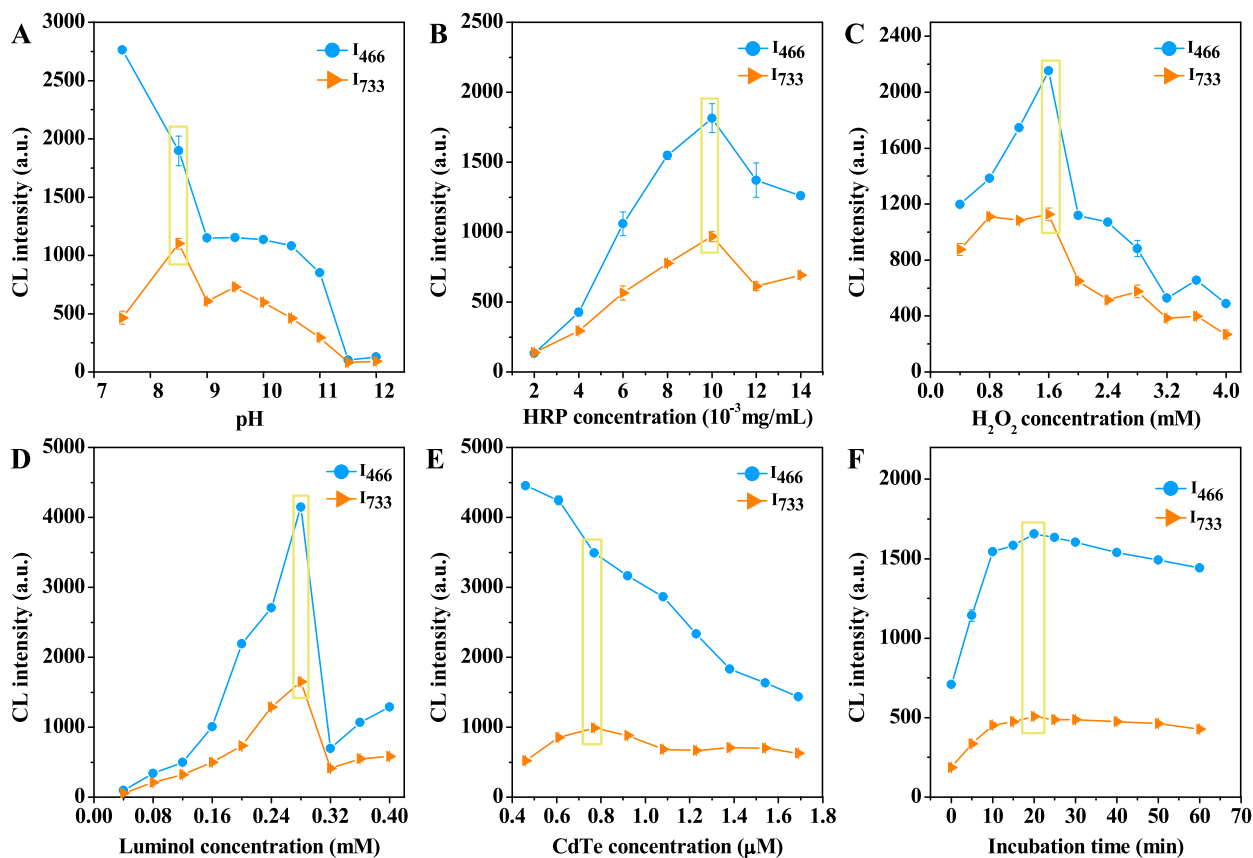 A
CL intensity (a.u.)
3000
2500
2000
1500
1000
500
0
I466
I733
7 8 9 10 11 12
pH
B
CL intensity (a.u.)
2500
2000
1500
1000
500
0
I466
I733
2 4 6 8 10 12 14
HRP concentration (10-3mg/mL)
C
CL intensity (a.u.)
2400
2000
1600
1200
800
400
0
I466
I733
0.0 0.8 1.6 2.4 3.2 4.0
H2O2 concentration (mM)
D
CL intensity (a.u.)
5000
4000
3000
2000
1000
0
I466
I733
0.00 0.08 0.16 0.24 0.32 0.40
Luminol concentration (mM)
E
CL intensity (a.u.)
5000
4000
3000
2000
1000
0
I466
I733
0.4 0.6 0.8 1.0 1.2 1.4 1.6 1.8
CdTe concentration (μM)
F
CL intensity (a.u.)
2000
1500
1000
500
0
I466
I733
0 10 20 30 40 50 60 70
Incubation time (min)